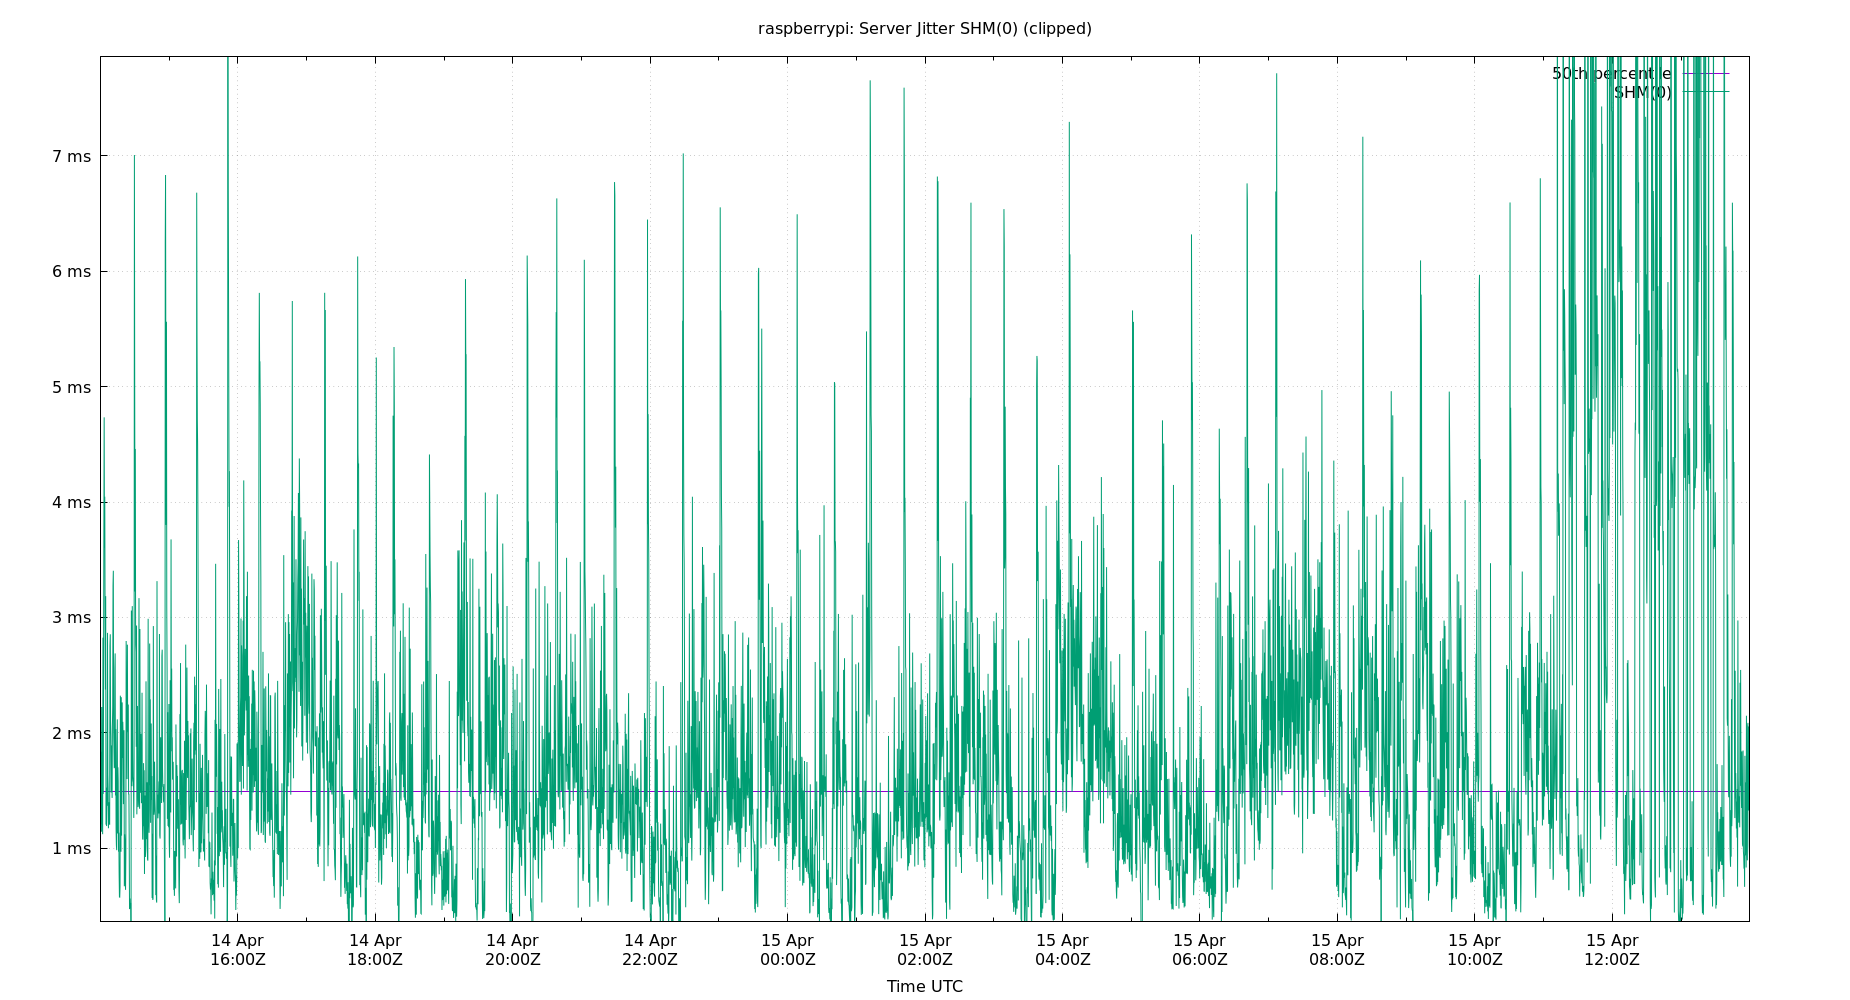 raspberrypi: Server Jitter SHM(0) (clipped)
50th percentile
SHM(0)
7 ms
6 ms
5 ms
4 ms
3 ms
2 ms
1 ms
14 Apr 14 Apr 14 Apr 14 Apr 15 Apr 15 Apr 15 Apr 15 Apr 15 Apr 15 Apr 15 Apr
16:00Z 18:00Z 20:00Z 22:00Z 00:00Z 02:00Z 04:00Z 06:00Z 08:00Z 10:00Z 12:00Z
Time UTC